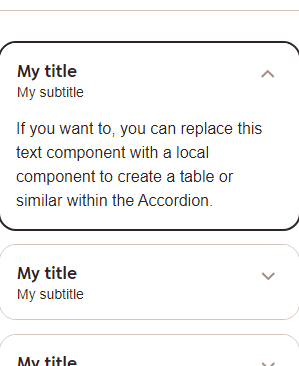 My title
My subtitle
If you want to, you can replace this
text component with a local
component to create a table or
similar within the Accordion.
My title
My subtitle
My title